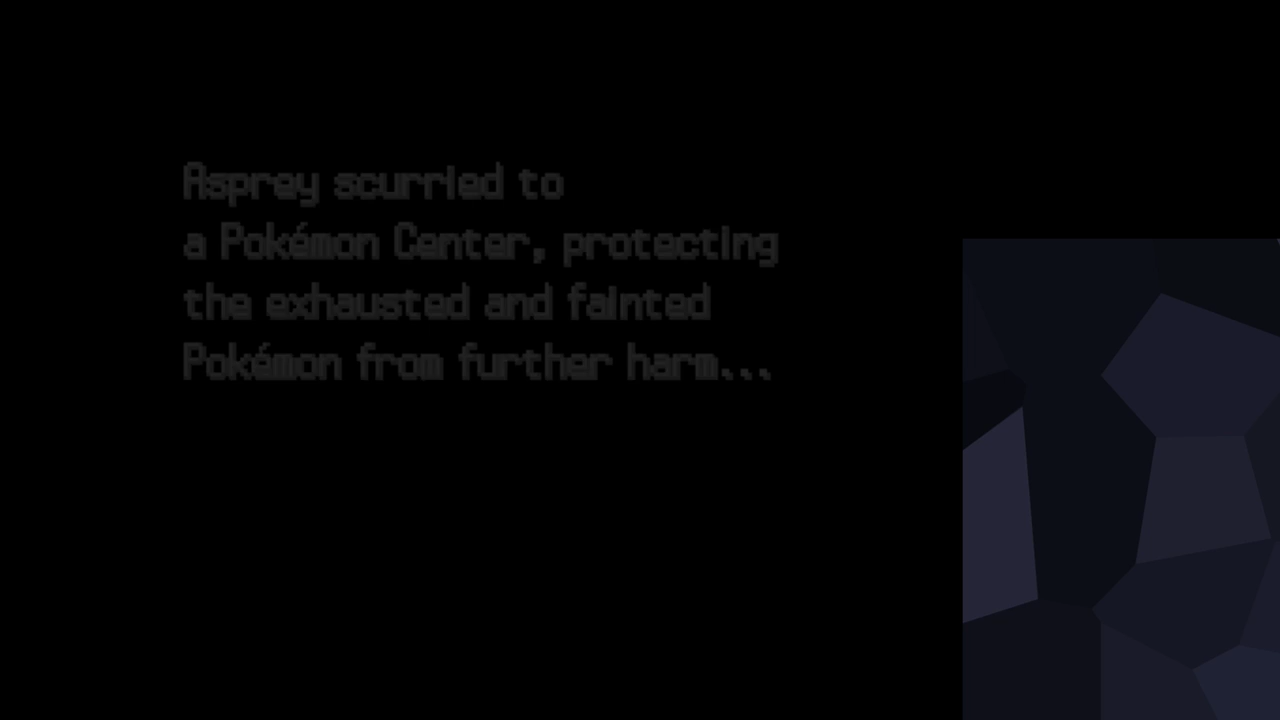 Asprey scurried to
a Pokémon Center, protecting
the exhausted and fainted
Pokémon from further harm...